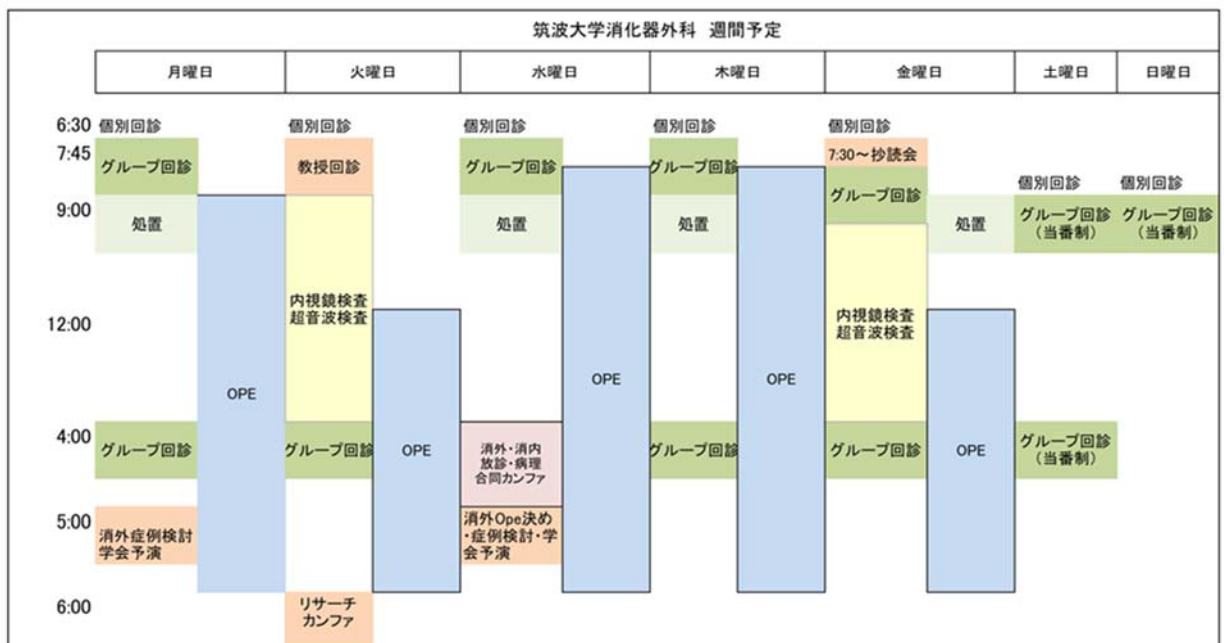 筑波大学消化器外科 週間予定
月曜日 火曜日 水曜日 木曜日 金曜日 土曜日 日曜日
6:30 個別回診 個別回診 個別回診 個別回診 個別回診
7:45 グループ回診 教授回診 グループ回診 グループ回診 7:30～抄読会
グループ回診
個別回診 個別回診
9:00 処置 処置 処置 処置 グループ回診 グループ回診
(当番制) (当番制)
内視鏡検査 内視鏡検査
超音波検査 超音波検査
12:00
OPE OPE OPE
4:00 グループ回診 グループ回診 OPE 消外・消内 グループ回診 グループ回診 OPE グループ回診
放診・病理 (当番制)
合同カンファ
5:00 消外症例検討 消外Ope決め
学会予演 ・症例検討・学
会予演
6:00 リサーチ
カンファ